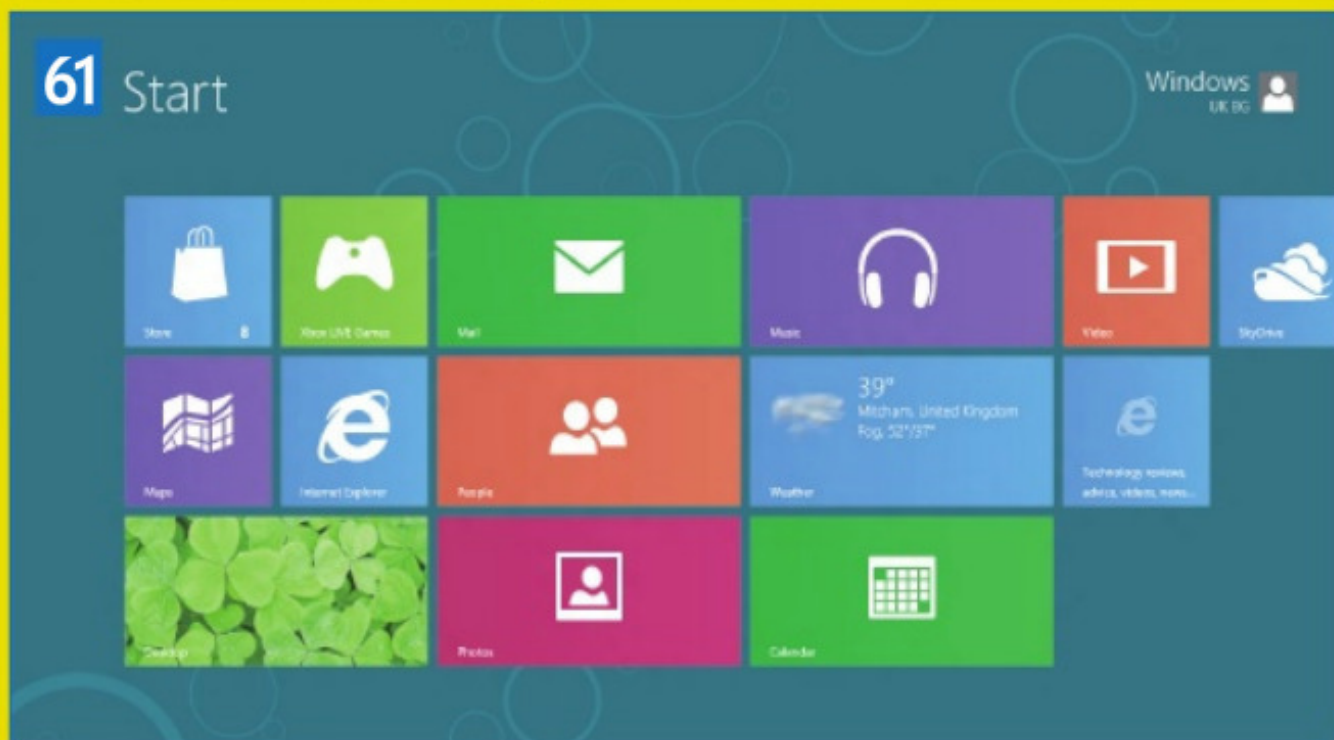 61
Start
Windows
UK BG
Store 8
Xbox LIVE Games
Mail
Music
Video
SkyDrive
Maps
Internet Explorer
People
39°
Mitcham, United Kingdom
Fog, 52°/37°
Weather
Technology reviews,
advice, videos, news...
Desktop
Photos
Calendar